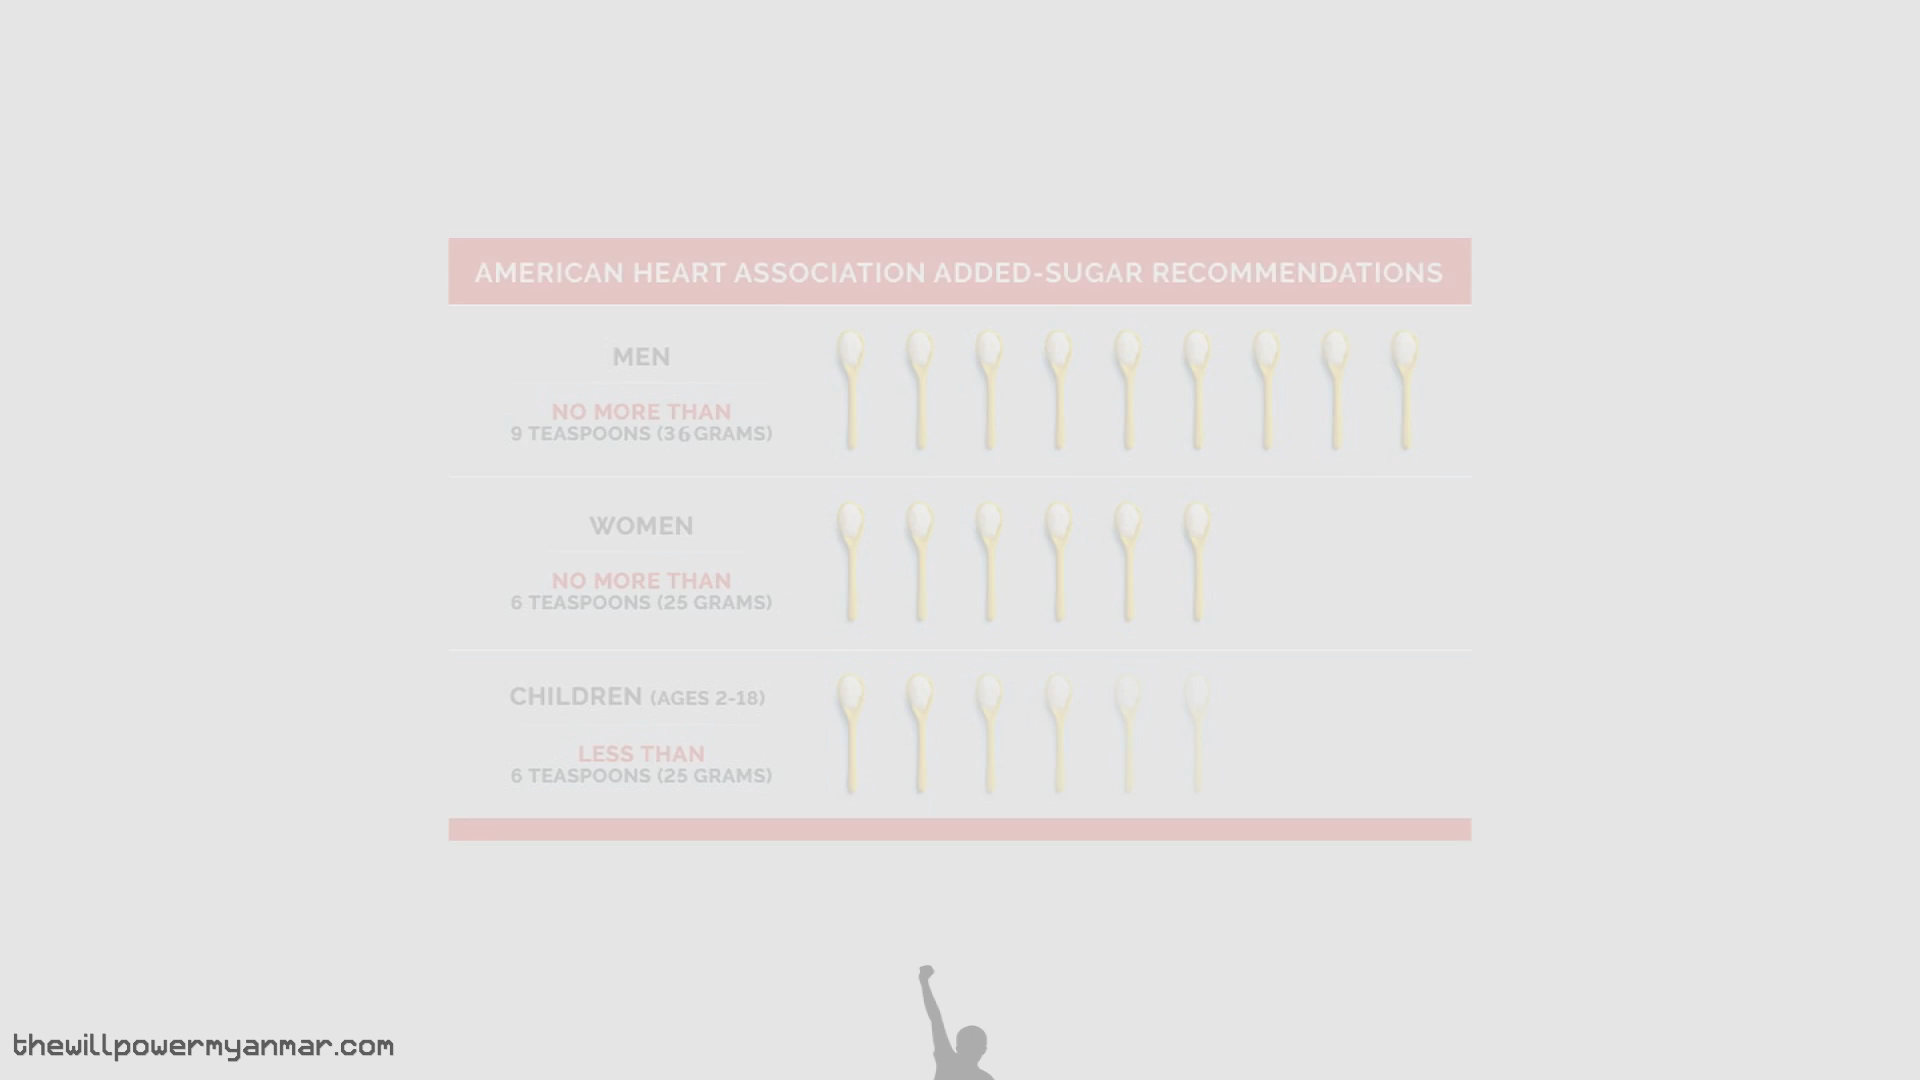 AMERICAN HEART ASSOCIATION ADDED-SUGAR RECOMMENDATIONS
MEN
NO MORE THAN
9 TEASPOONS (36 GRAMS)
WOMEN
NO MORE THAN
6 TEASPOONS (25 GRAMS)
CHILDREN (AGES 2-18)
LESS THAN
6 TEASPOONS (25 GRAMS)
thewillpowermyanmar.com